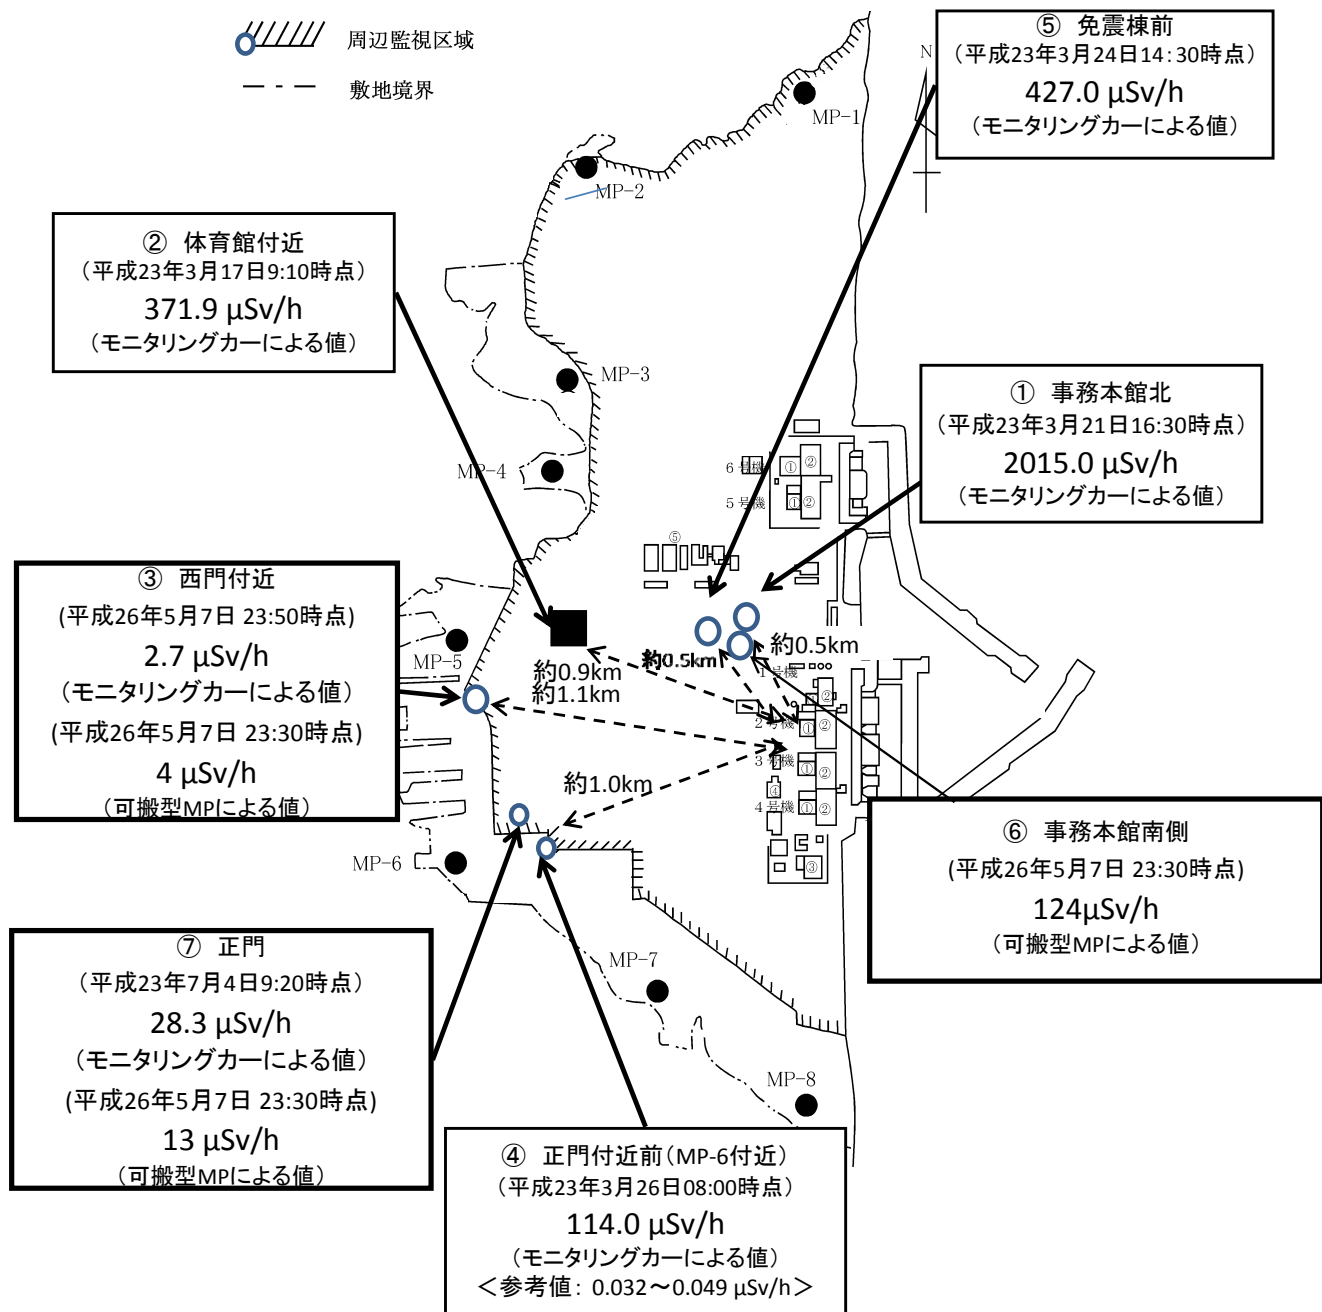 周辺監視区域
敷地境界
⑤ 免震棟前
（平成23年3月24日14：30時点）
427.0 μSv/h
（モニタリングカーによる値）
N
MP-1
MP-2
② 体育館付近
（平成23年3月17日9:10時点）
371.9 μSv/h
（モニタリングカーによる値）
MP-3
① 事務本館北
（平成23年3月21日16:30時点）
2015.0 μSv/h
（モニタリングカーによる値）
MP-4
6号機
①
②
5号機
①
②
⑤
③ 西門付近
(平成26年5月7日 23:50時点)
2.7 μSv/h
（モニタリングカーによる値）
(平成26年5月7日 23:30時点)
4 μSv/h
（可搬型MPによる値）
MP-5
約0.9km
約1.1km
約0.5km
約0.5km
1号機
②
2号機
①
②
3号機
①
②
約1.0km
④
4号機
①
②
③
MP-6
⑥ 事務本館南側
(平成26年5月7日 23:30時点)
124μSv/h
（可搬型MPによる値）
⑦ 正門
（平成23年7月4日9:20時点）
28.3 μSv/h
（モニタリングカーによる値）
(平成26年5月7日 23:30時点)
13 μSv/h
（可搬型MPによる値）
MP-7
MP-8
④ 正門付近前（MP-6付近）
（平成23年3月26日08:00時点）
114.0 μSv/h
（モニタリングカーによる値）
＜参考値： 0.032～0.049 μSv/h＞